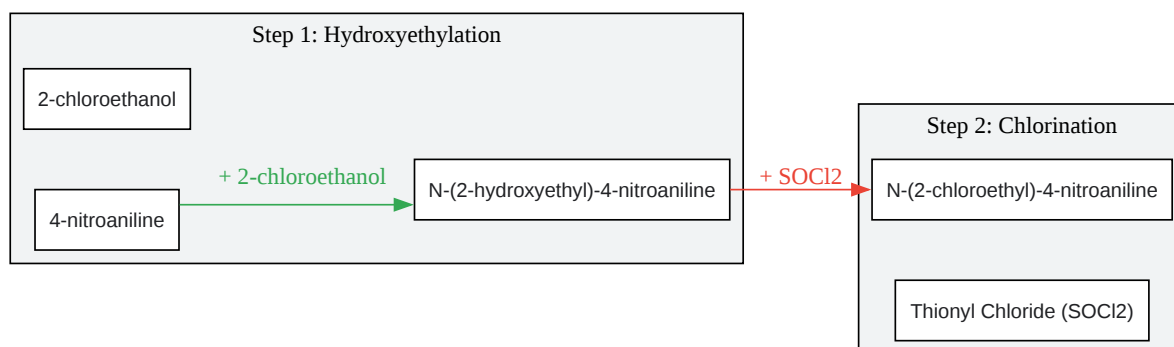 Step 1: Hydroxyethylation
2-chloroethanol
4-nitroaniline
+ 2-chloroethanol
N-(2-hydroxyethyl)-4-nitroaniline
+ SOCl2
Step 2: Chlorination
N-(2-chloroethyl)-4-nitroaniline
Thionyl Chloride (SOCl2)